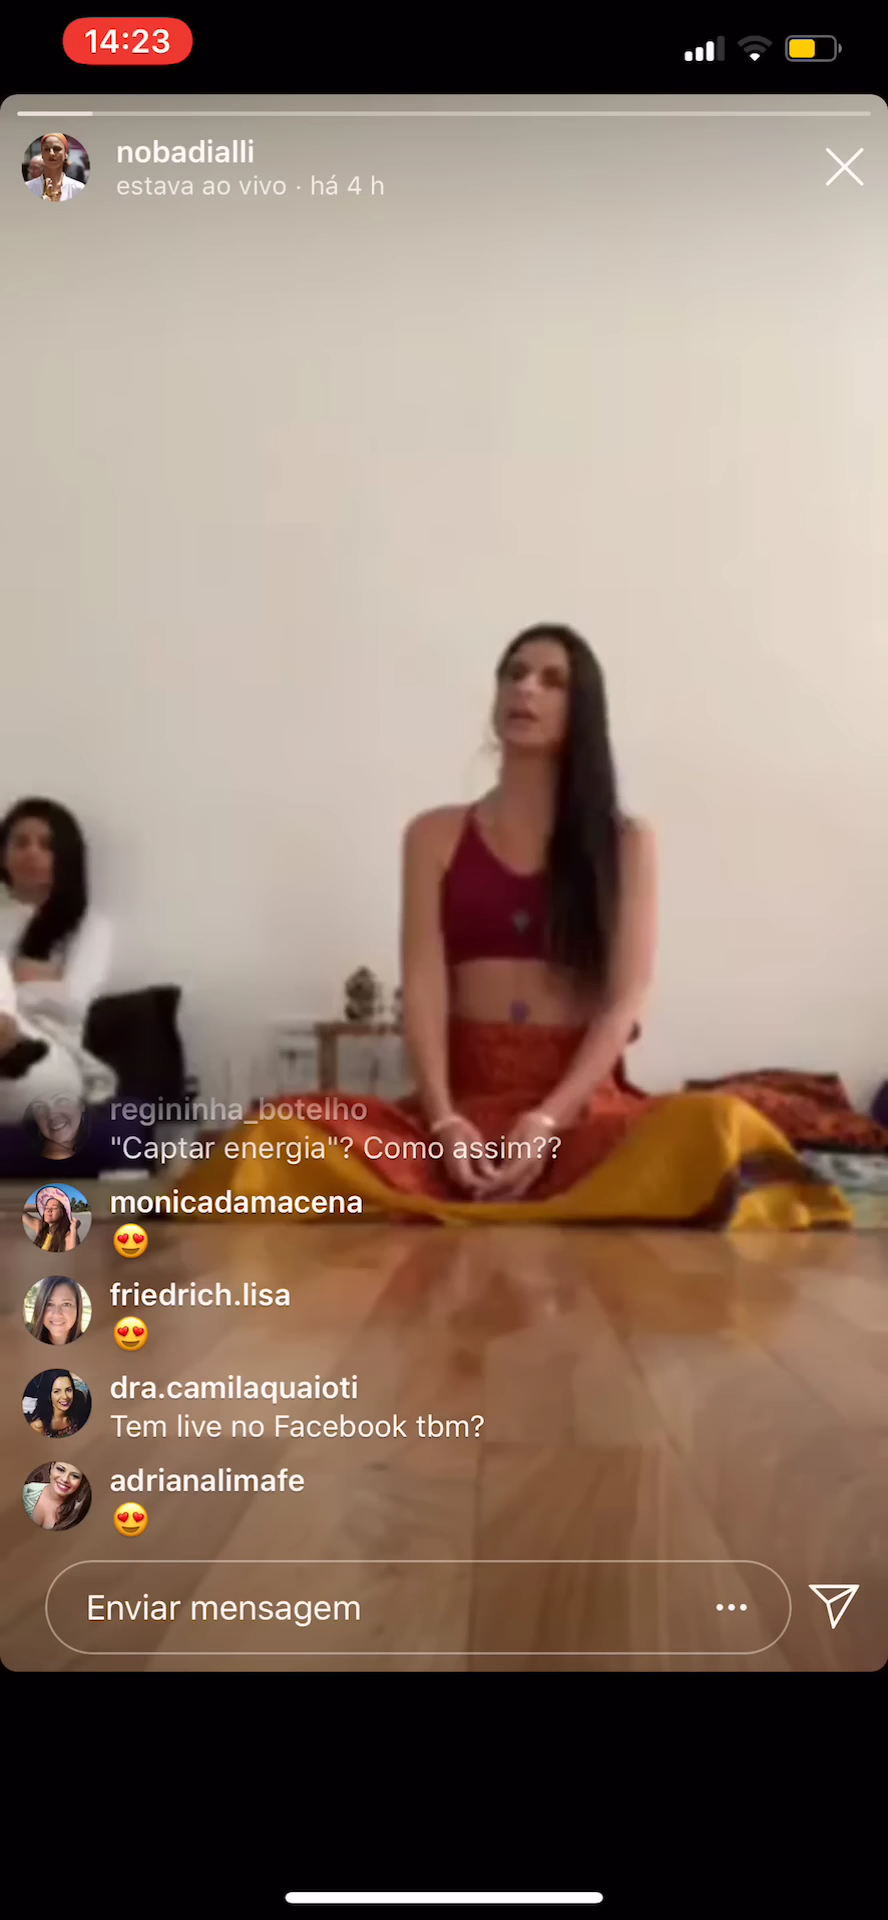 14:23
nobadialli
estava ao vivo · há 4 h
regininha_botelho
"Captar energia"? Como assim??
monicadamacena
😍
friedrich.lisa
😍
dra.camilaquaioti
Tem live no Facebook tbm?
adrianalimafe
😍
Enviar mensagem